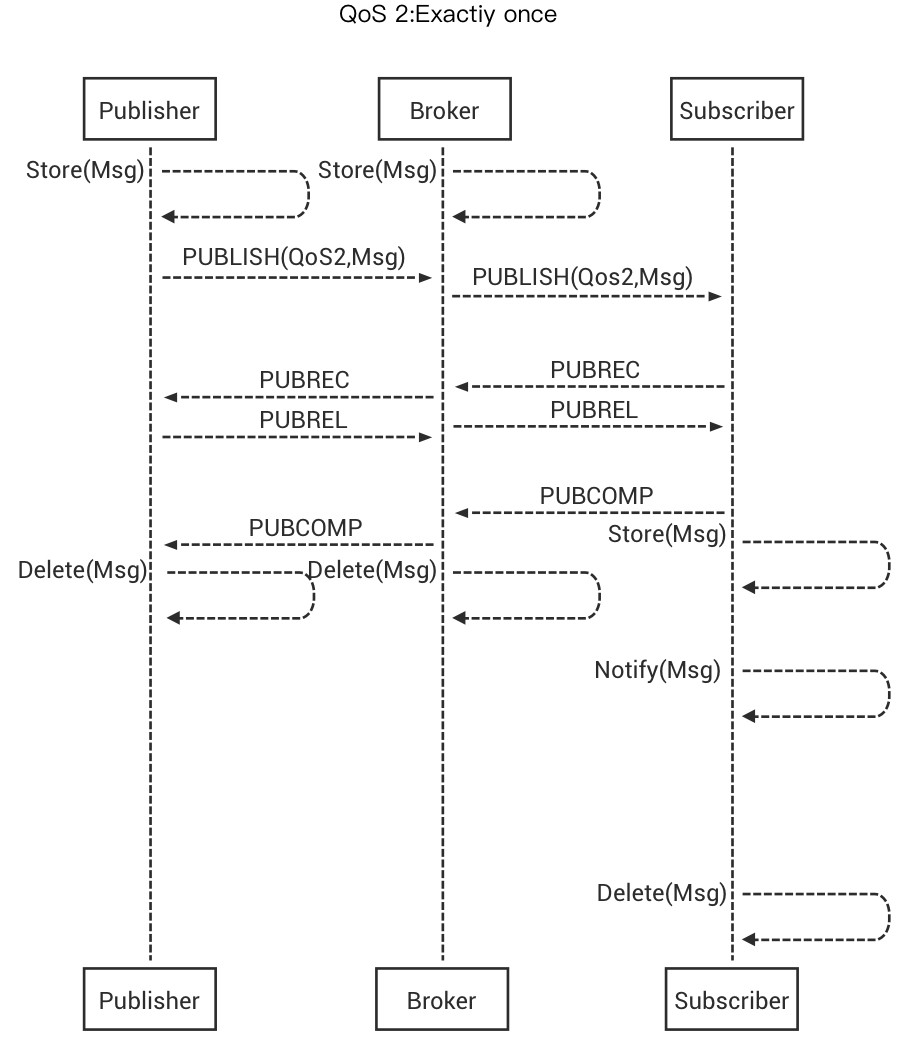 QoS 2:Exactiy once
Publisher
Broker
Subscriber
Store(Msg)
Store(Msg)
PUBLISH(QoS2,Msg)
PUBLISH(Qos2,Msg)
PUBREC
PUBREC
PUBREL
PUBREL
PUBCOMP
PUBCOMP
Store(Msg)
Delete(Msg)
Delete(Msg)
Notify(Msg)
Delete(Msg)
Publisher
Broker
Subscriber